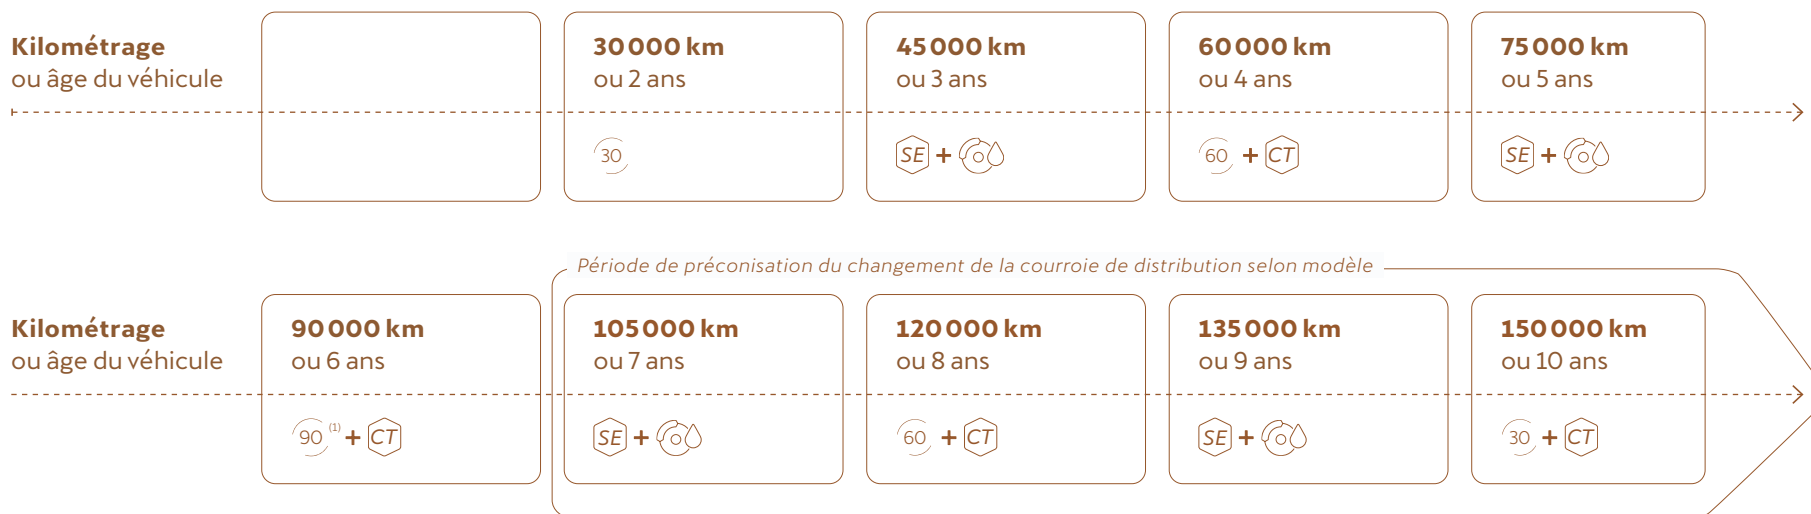 Kilométrage
ou âge du véhicule
30 000 km
ou 2 ans
30
45 000 km
ou 3 ans
SE +
60 000 km
ou 4 ans
60 + CT
75 000 km
ou 5 ans
SE +
Période de préconisation du changement de la courroie de distribution selon modèle
Kilométrage
ou âge du véhicule
90 000 km
ou 6 ans
90 (1) + CT
105 000 km
ou 7 ans
SE +
120 000 km
ou 8 ans
60 + CT
135 000 km
ou 9 ans
SE +
150 000 km
ou 10 ans
30 + CT